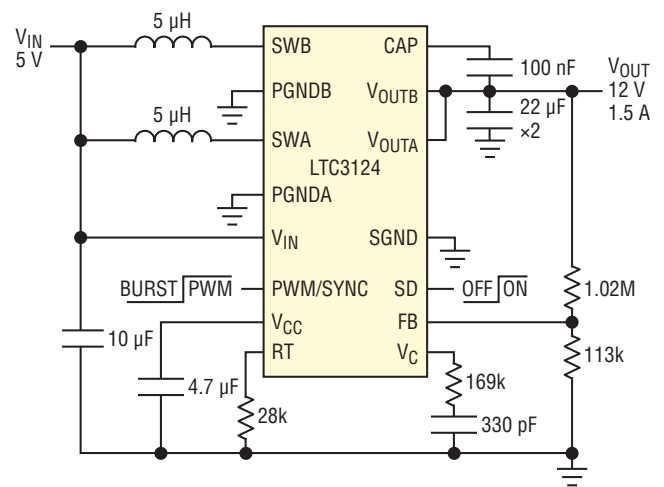 5 µH
V_IN
5 V
SWB
CAP
100 nF
V_OUT
12 V
1.5 A
PGNDB
V_OUTB
22 µF
×2
5 µH
SWA
V_OUTA
LTC3124
PGNDA
V_IN
SGND
BURST PWM
PWM/SYNC
SD
OFF ON
1.02M
10 µF
V_CC
FB
4.7 µF
RT
V_C
113k
28k
169k
330 pF